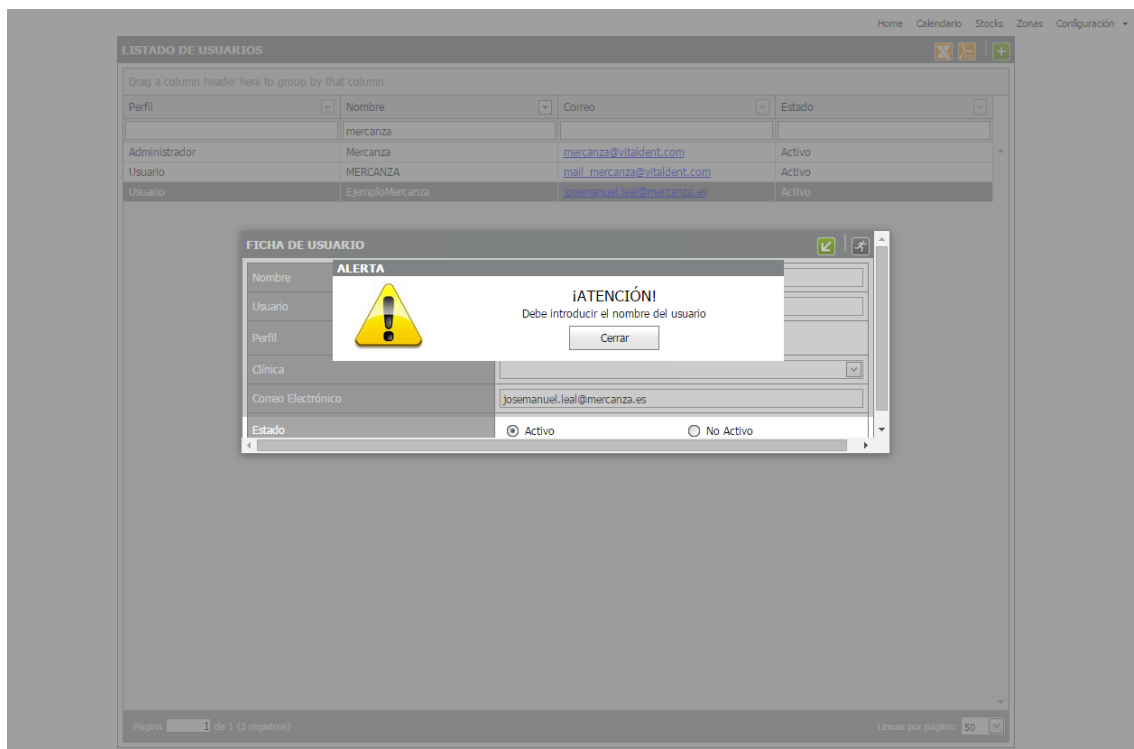 Home Calendario Stocks Zonas Configuración
LISTADO DE USUARIOS
Drag a column header here to group by that column
Perfil Nombre Correo Estado
mercanza
Administrador Mercanza mercanza@vitaldent.com Activo
Usuario MERCANZA mail_mercanza@vitaldent.com Activo
Usuario EjemploMercanza josemanuel.leal@mercanza.es Activo
FICHA DE USUARIO
ALERTA
Nombre
¡ATENCIÓN!
Usuario
Debe introducir el nombre del usuario
Perfil
Cerrar
Clínica
Correo Electrónico josemanuel.leal@mercanza.es
Estado Activo No Activo
Página 1 de 1 (3 registros) Lineas por página: 50